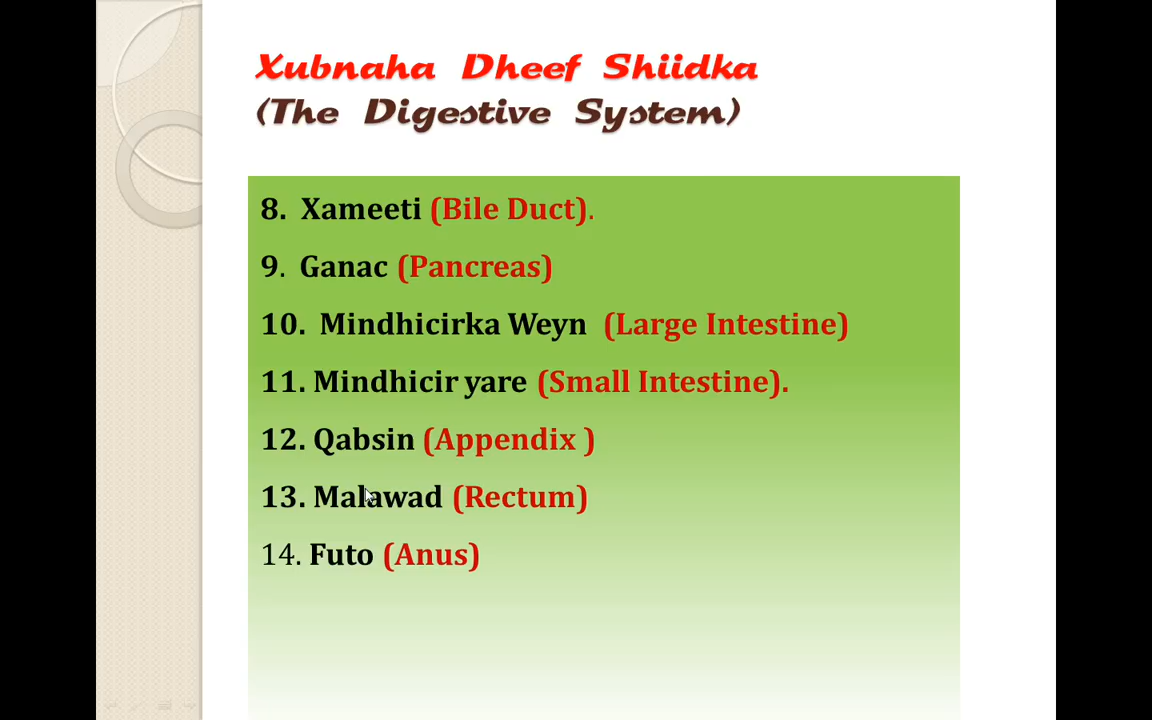 Xubnaha Dheef Shiidka
(The Digestive System)
8. Xameeti (Bile Duct).
9. Ganac (Pancreas)
10. Mindhicirka Weyn (Large Intestine)
11. Mindhicir yare (Small Intestine).
12. Qabsin (Appendix )
13. Malawad (Rectum)
14. Futo (Anus)